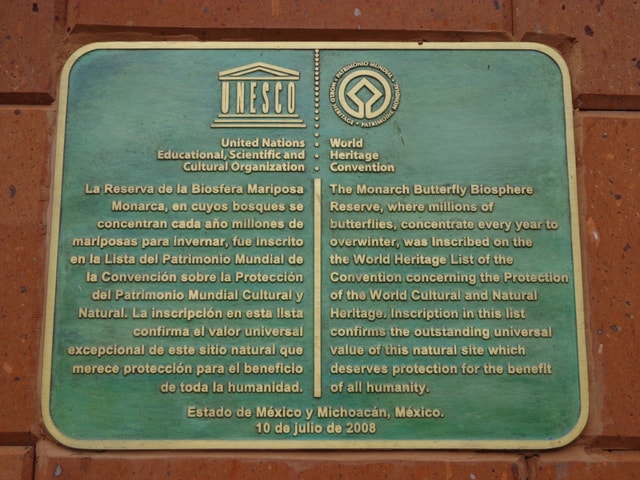 UNESCO
PATRIMONIO MUNDIAL • WORLD HERITAGE • PATRIMOINE MONDIAL
United Nations
Educational, Scientific and
Cultural Organization
World
Heritage
Convention
La Reserva de la Biosfera Mariposa
Monarca, en cuyos bosques se
concentran cada año millones de
mariposas para invernar, fue inscrito
en la Lista del Patrimonio Mundial de
la Convención sobre la Protección
del Patrimonio Mundial Cultural y
Natural. La inscripción en esta lista
confirma el valor universal
excepcional de este sitio natural que
merece protección para el beneficio
de toda la humanidad.
The Monarch Butterfly Biosphere
Reserve, where millions of
butterflies, concentrate every year to
overwinter, was inscribed on the
the World Heritage List of the
Convention concerning the Protection
of the World Cultural and Natural
Heritage. Inscription in this list
confirms the outstanding universal
value of this natural site which
deserves protection for the benefit
of all humanity.
Estado de México y Michoacán, México.
10 de julio de 2008